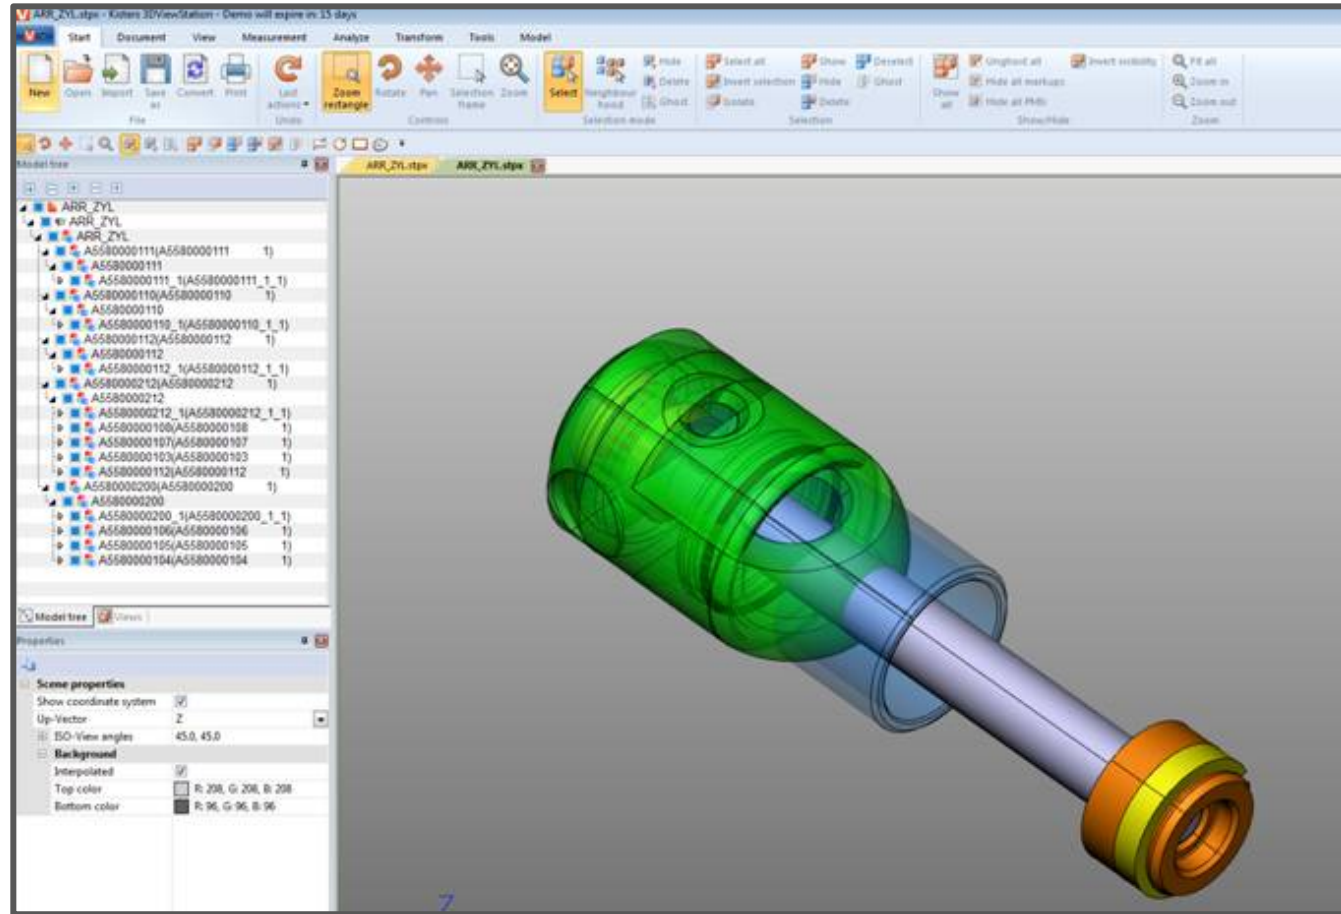 ARR_ZYL.stpx - Kisters 3DViewStation - Demo will expire in: 15 days
Start Document View Measurement Analyze Transform Tools Model
New Open Import Save as Convert Print Last actions Zoom rectangle Rotate Pan Selection frame Zoom Select Neighbourhood Hide Delete Ghost Select all Invert selection Isolate Show Hide Delete Deselect Ghost Show all Unghost all Hide all markups Hide all PMIs Invert visibility Fit all Zoom in Zoom out
File Undo Controls Selection mode Selection Show/Hide Zoom
Model tree
ARR_ZYL.stpx ARR_ZYL.stpx
ARR_ZYL
ARR_ZYL
ARR_ZYL
A5580000111(A5580000111 1)
A5580000111
A5580000111_1(A5580000111_1_1)
A5580000110(A5580000110 1)
A5580000110
A5580000110_1(A5580000110_1_1)
A5580000112(A5580000112 1)
A5580000112
A5580000112_1(A5580000112_1_1)
A5580000212(A5580000212 1)
A5580000212
A5580000212_1(A5580000212_1_1)
A5580000108(A5580000108 1)
A5580000107(A5580000107 1)
A5580000103(A5580000103 1)
A5580000112(A5580000112 1)
A5580000200(A5580000200 1)
A5580000200
A5580000200_1(A5580000200_1_1)
A5580000106(A5580000106 1)
A5580000105(A5580000105 1)
A5580000104(A5580000104 1)
Model tree Views
Properties
Scene properties
Show coordinate system
Up-Vector Z
ISO-View angles 45.0, 45.0
Background
Interpolated
Top color R: 208, G: 208, B: 208
Bottom color R: 96, G: 96, B: 96
Z